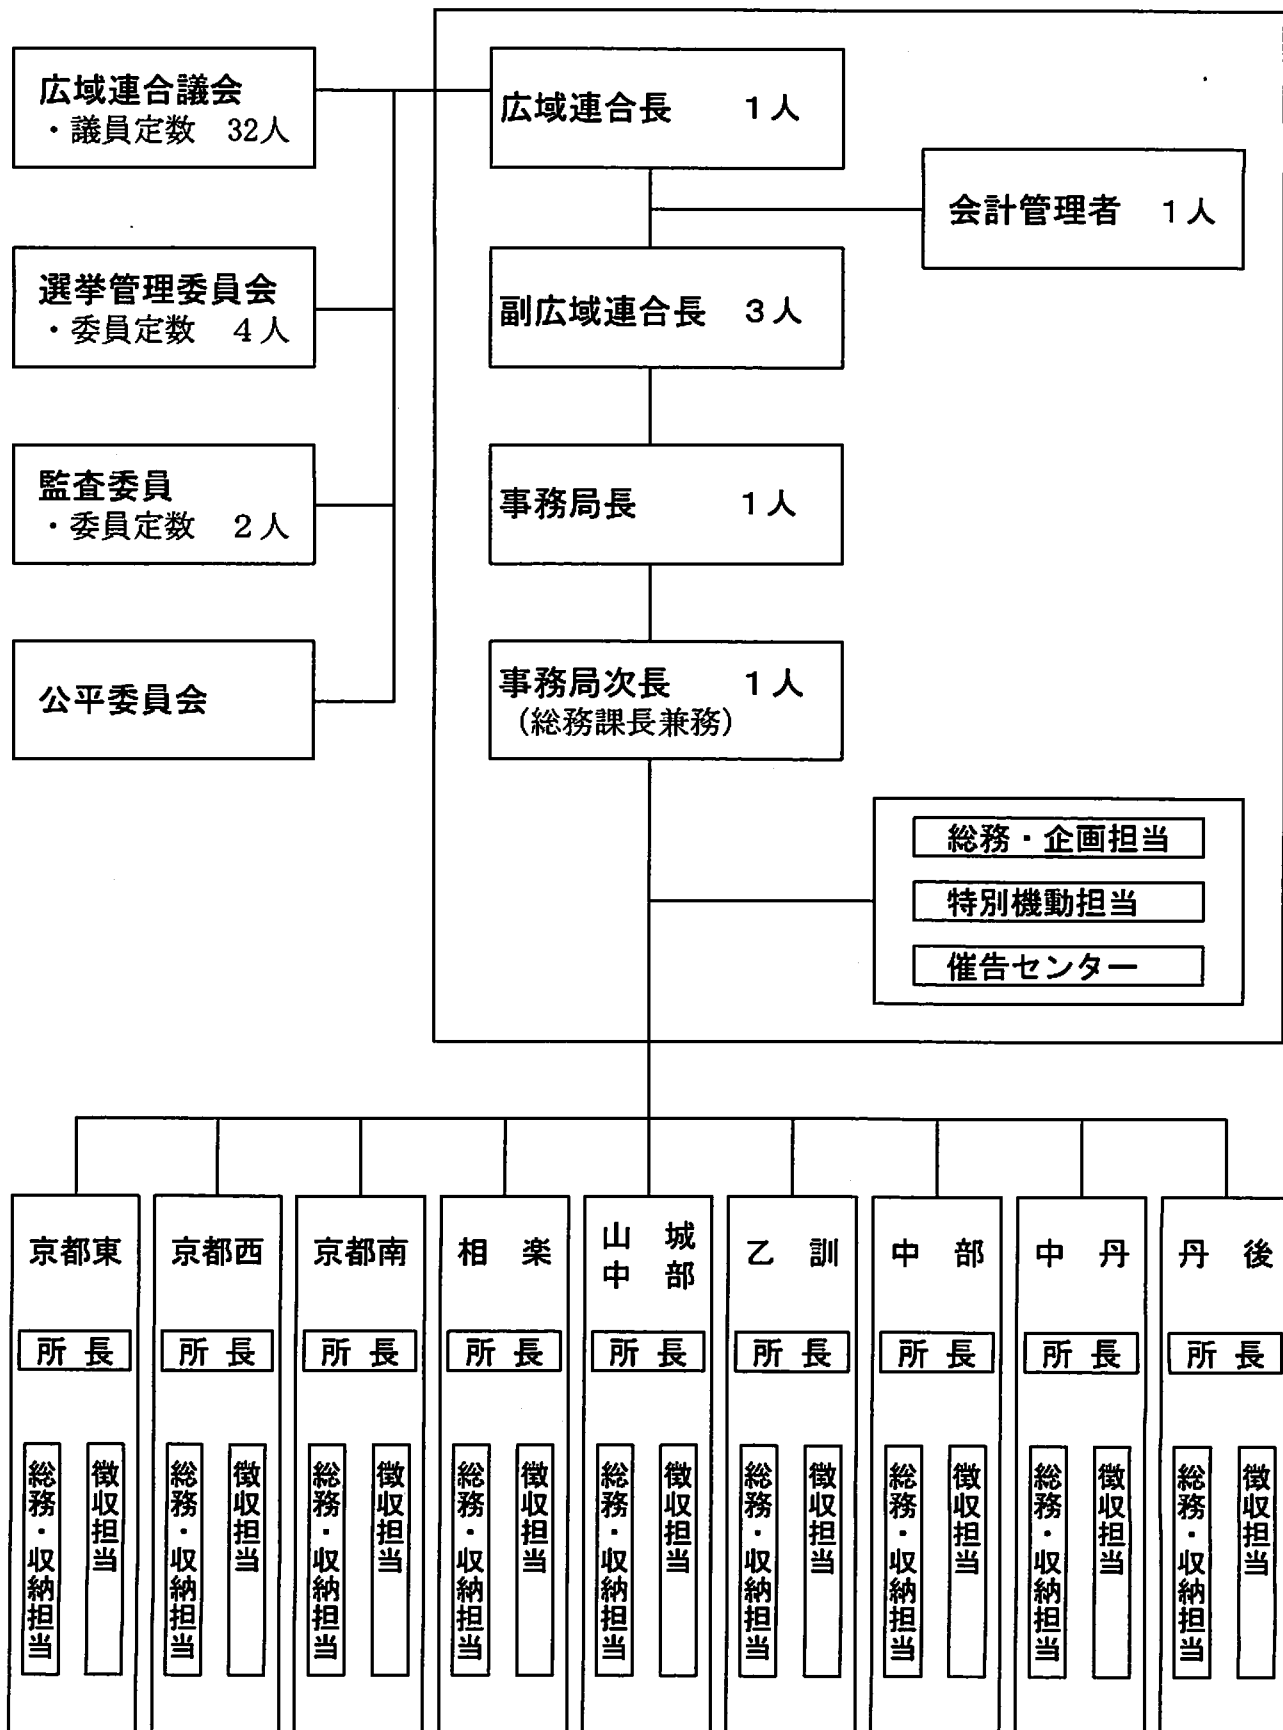 広域連合議会
・議員定数 32人
選挙管理委員会
・委員定数 4人
監査委員
・委員定数 2人
公平委員会
広域連合長 1人
会計管理者 1人
副広域連合長 3人
事務局長 1人
事務局次長 1人
(総務課長兼務)
総務・企画担当
特別機動担当
催告センター
京都東
所長
総務・収納担当
徴収担当
京都西
所長
総務・収納担当
徴収担当
京都南
所長
総務・収納担当
徴収担当
相楽
所長
総務・収納担当
徴収担当
山城
中部
所長
総務・収納担当
徴収担当
乙訓
所長
総務・収納担当
徴収担当
中部
所長
総務・収納担当
徴収担当
中丹
所長
総務・収納担当
徴収担当
丹後
所長
総務・収納担当
徴収担当